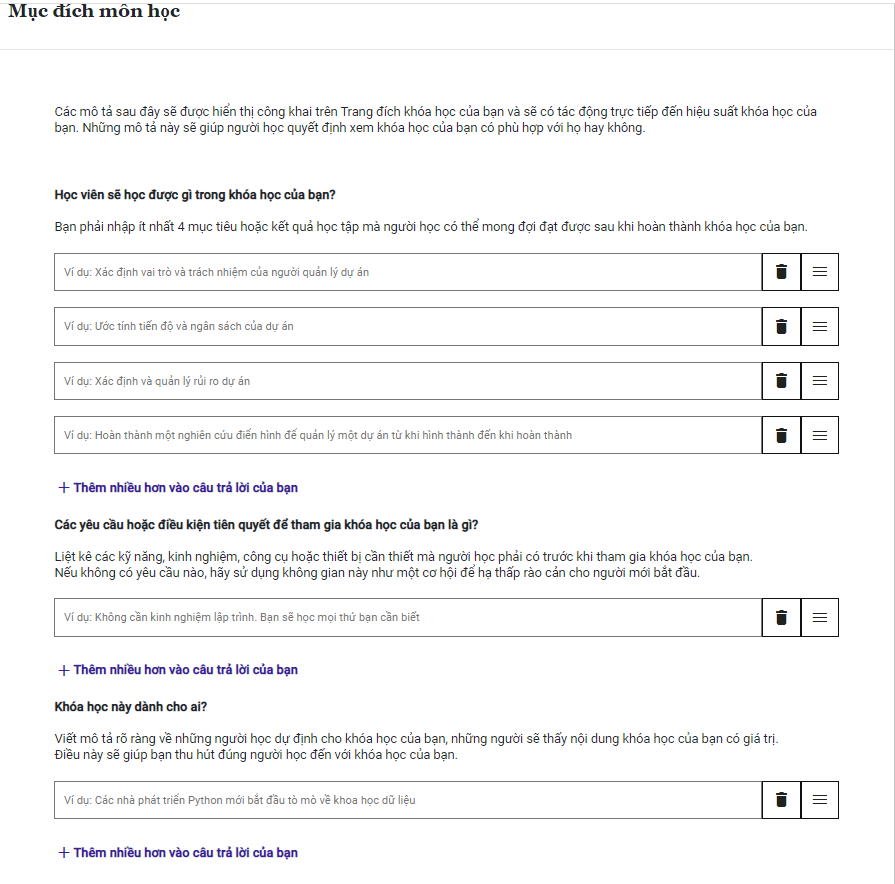 Mục đích môn học
Các mô tả sau đây sẽ được hiển thị công khai trên Trang đích khóa học của bạn và sẽ có tác động trực tiếp đến hiệu suất khóa học của
bạn. Những mô tả này sẽ giúp người học quyết định xem khóa học của bạn có phù hợp với họ hay không.
Học viên sẽ học được gì trong khóa học của bạn?
Bạn phải nhập ít nhất 4 mục tiêu hoặc kết quả học tập mà người học có thể mong đợi đạt được sau khi hoàn thành khóa học của bạn.
Ví dụ: Xác định vai trò và trách nhiệm của người quản lý dự án
Ví dụ: Ước tính tiến độ và ngân sách của dự án
Ví dụ: Xác định và quản lý rủi ro dự án
Ví dụ: Hoàn thành một nghiên cứu điển hình để quản lý một dự án từ khi hình thành đến khi hoàn thành
+ Thêm nhiều hơn vào câu trả lời của bạn
Các yêu cầu hoặc điều kiện tiên quyết để tham gia khóa học của bạn là gì?
Liệt kê các kỹ năng, kinh nghiệm, công cụ hoặc thiết bị cần thiết mà người học phải có trước khi tham gia khóa học của bạn.
Nếu không có yêu cầu nào, hãy sử dụng không gian này như một cơ hội để hạ thấp rào cản cho người mới bắt đầu.
Ví dụ: Không cần kinh nghiệm lập trình. Bạn sẽ học mọi thứ bạn cần biết
+ Thêm nhiều hơn vào câu trả lời của bạn
Khóa học này dành cho ai?
Viết mô tả rõ ràng về những người học dự định cho khóa học của bạn, những người sẽ thấy nội dung khóa học của bạn có giá trị.
Điều này sẽ giúp bạn thu hút đúng người học đến với khóa học của bạn.
Ví dụ: Các nhà phát triển Python mới bắt đầu tò mò về khoa học dữ liệu
+ Thêm nhiều hơn vào câu trả lời của bạn